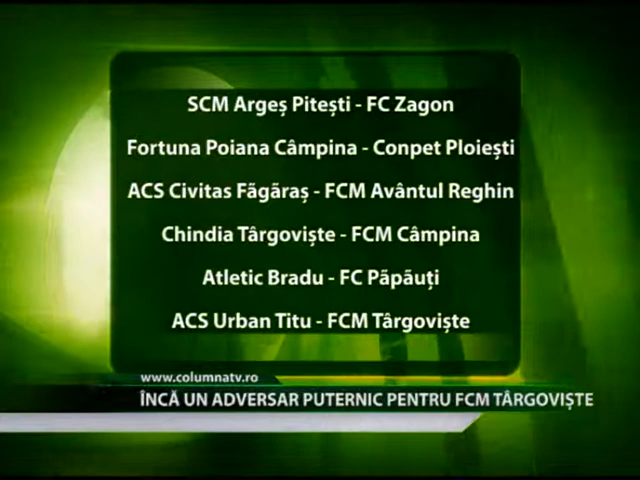 SCM Argeș Pitești - FC Zagon
Fortuna Poiana Câmpina - Conpet Ploiești
ACS Civitas Făgăraș - FCM Avântul Reghin
Chindia Târgoviște - FCM Câmpina
Atletic Bradu - FC Păpăuți
ACS Urban Titu - FCM Târgoviște
www.columnatv.ro
ÎNCĂ UN ADVERSAR PUTERNIC PENTRU FCM TÂRGOVIȘTE